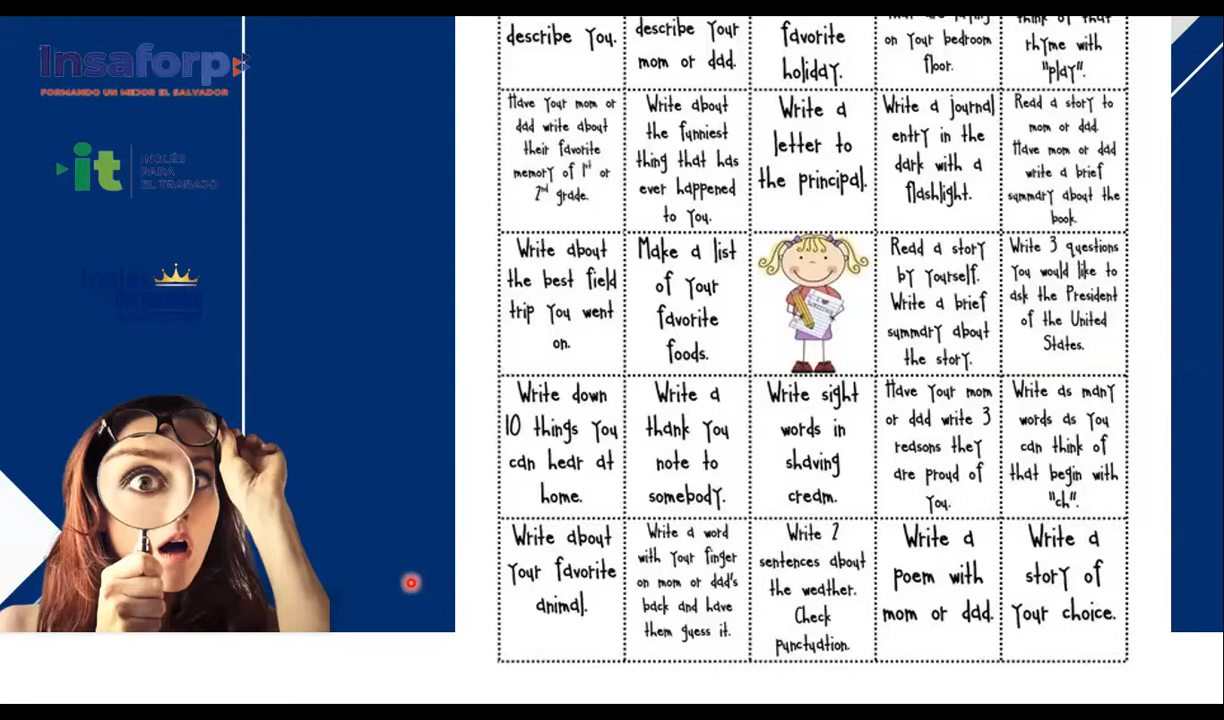 Insaforp
FORMANDO UN MEJOR EL SALVADOR
it
INGLÉS
PARA
EL TRABAJO
describe you.
describe your
mom or dad.
favorite
holiday.
on your bedroom
floor.
think of that
rhyme with
"play".
Have your mom or
dad write about
their favorite
memory of 1st or
2nd grade.
Write about
the funniest
thing that has
ever happened
to you.
Write a
letter to
the principal.
Write a journal
entry in the
dark with a
flashlight.
Read a story to
mom or dad.
Have mom or dad
write a brief
summary about the
book.
Write about
the best field
trip you went
on.
Make a list
of your
favorite
foods.
Read a story
by yourself.
Write a brief
summary about
the story.
Write 3 questions
you would like to
ask the President
of the United
States.
Write down
10 things you
can hear at
home.
Write a
thank you
note to
somebody.
Write sight
words in
shaving
cream.
Have your mom
or dad write 3
reasons they
are proud of
you.
Write as many
words as you
can think of
that begin with
"ch".
Write about
your favorite
animal.
Write a word
with your finger
on mom or dad's
back and have
them guess it.
Write 2
sentences about
the weather.
Check
punctuation.
Write a
poem with
mom or dad.
Write a
story of
your choice.